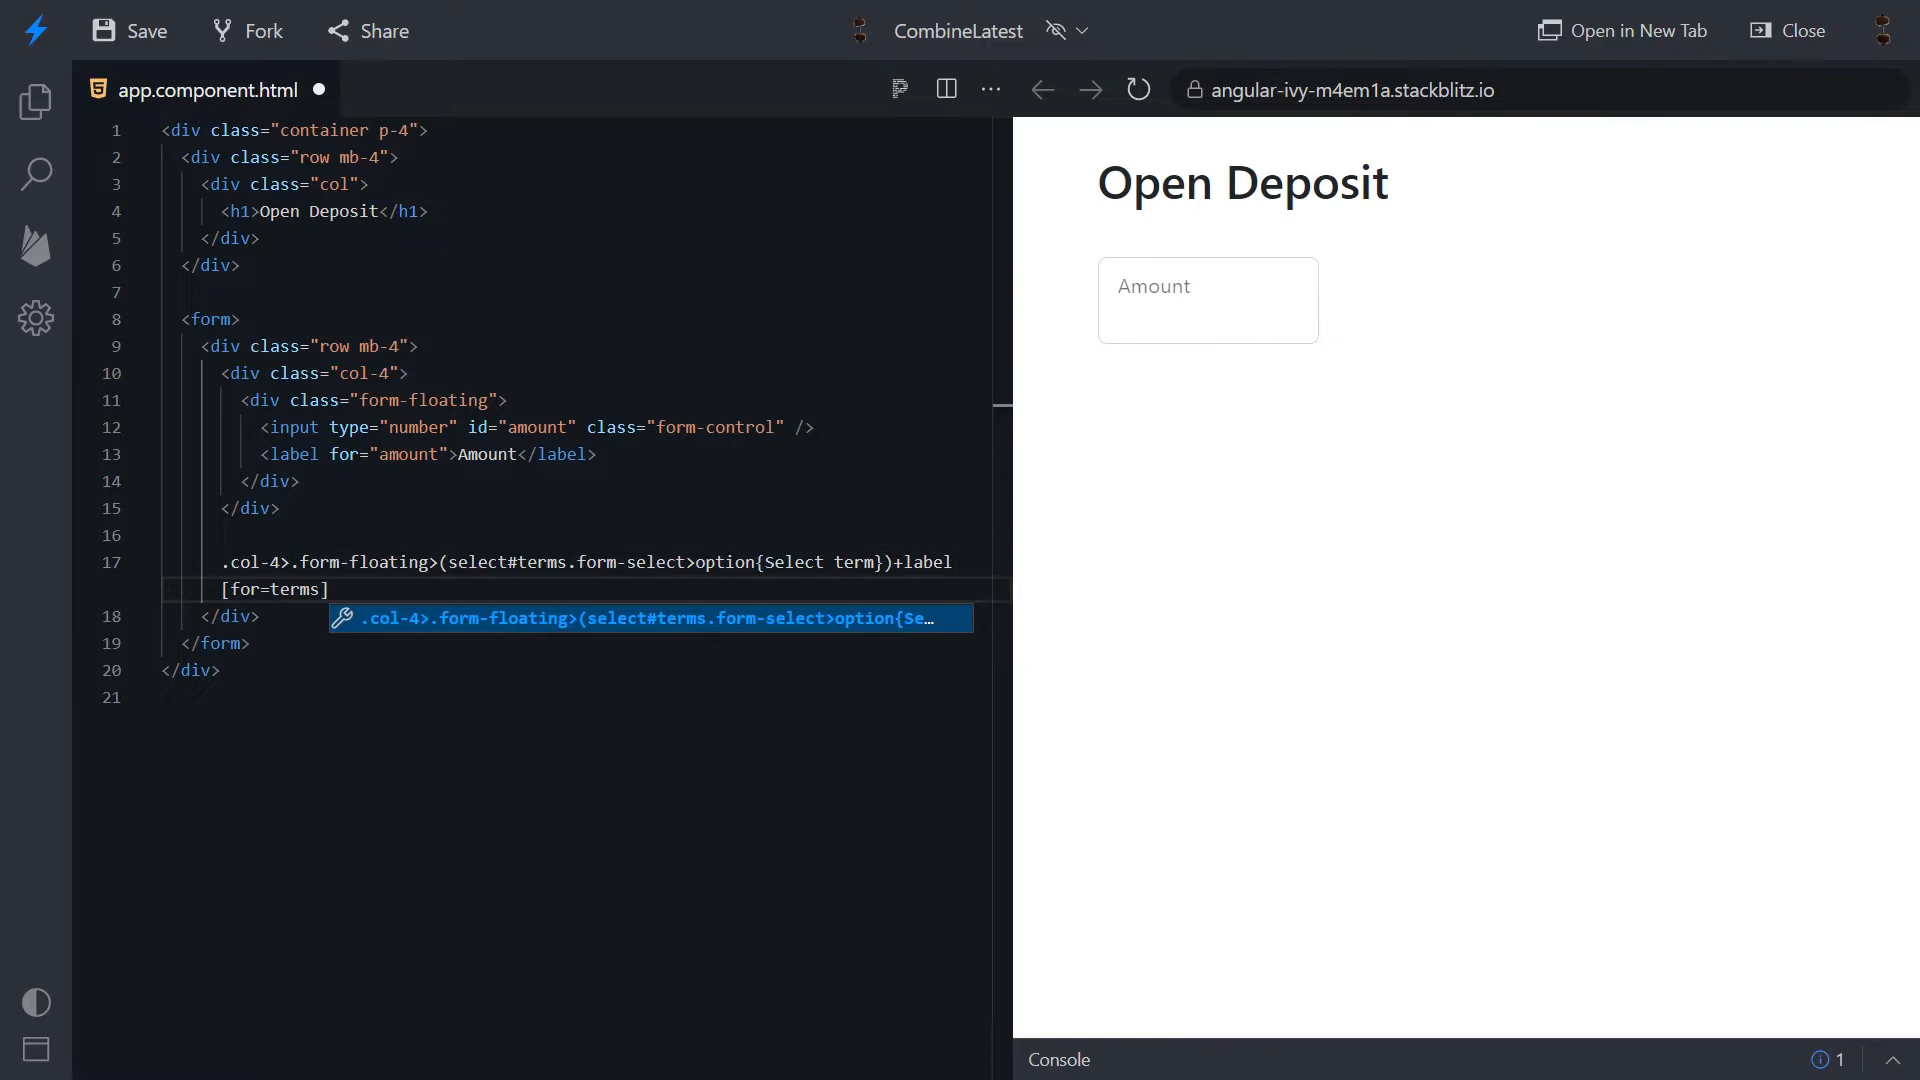 Save
Fork
Share
CombineLatest
Open in New Tab
Close
app.component.html
angular-ivy-m4em1a.stackblitz.io
1 <div class="container p-4">
2 <div class="row mb-4">
3 <div class="col">
4 <h1>Open Deposit</h1>
5 </div>
6 </div>
7
8 <form>
9 <div class="row mb-4">
10 <div class="col-4">
11 <div class="form-floating">
12 <input type="number" id="amount" class="form-control" />
13 <label for="amount">Amount</label>
14 </div>
15 </div>
16
17 .col-4>.form-floating>(select#terms.form-select>option{Select term})+label
[for=terms]
.col-4>.form-floating>(select#terms.form-select>option{Se…
18 </div>
19 </form>
20 </div>
21
Open Deposit
Amount
Console
1